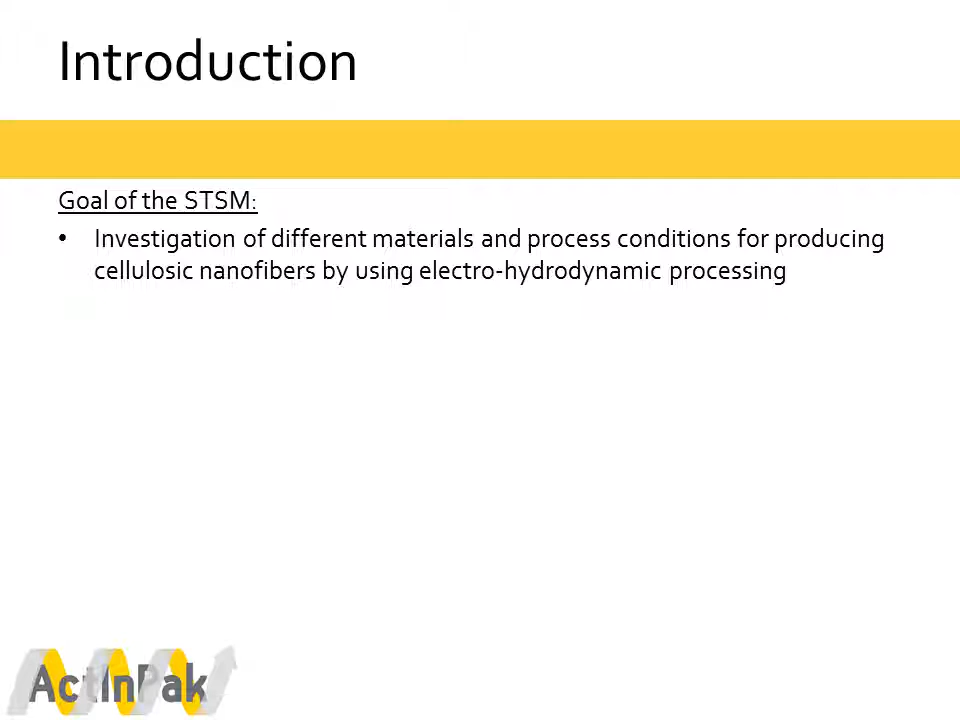 Introduction
Goal of the STSM:
• Investigation of different materials and process conditions for producing
cellulosic nanofibers by using electro-hydrodynamic processing
ActInPak